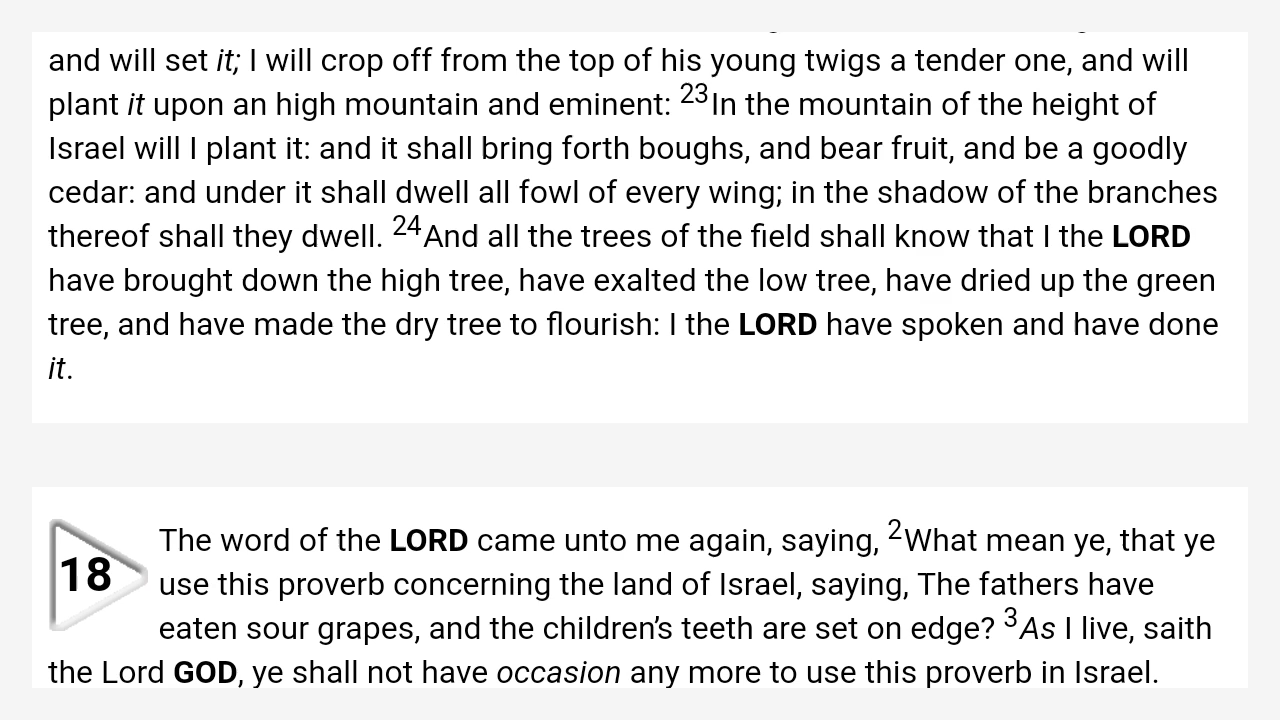 and will set it; I will crop off from the top of his young twigs a tender one, and will
plant it upon an high mountain and eminent: 23In the mountain of the height of
Israel will I plant it: and it shall bring forth boughs, and bear fruit, and be a goodly
cedar: and under it shall dwell all fowl of every wing; in the shadow of the branches
thereof shall they dwell. 24And all the trees of the field shall know that I the LORD
have brought down the high tree, have exalted the low tree, have dried up the green
tree, and have made the dry tree to flourish: I the LORD have spoken and have done
it.
18
The word of the LORD came unto me again, saying, 2What mean ye, that ye
use this proverb concerning the land of Israel, saying, The fathers have
eaten sour grapes, and the children’s teeth are set on edge? 3As I live, saith
the Lord GOD, ye shall not have occasion any more to use this proverb in Israel.